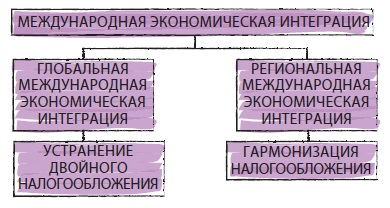 МЕЖДУНАРОДНАЯ ЭКОНОМИЧЕСКАЯ ИНТЕГРАЦИЯ
ГЛОБАЛЬНАЯ
МЕЖДУНАРОДНАЯ
ЭКОНОМИЧЕСКАЯ
ИНТЕГРАЦИЯ
УСТРАНЕНИЕ
ДВОЙНОГО
НАЛОГООБЛОЖЕНИЯ
РЕГИОНАЛЬНАЯ
МЕЖДУНАРОДНАЯ
ЭКОНОМИЧЕСКАЯ
ИНТЕГРАЦИЯ
ГАРМОНИЗАЦИЯ
НАЛОГООБЛОЖЕНИЯ